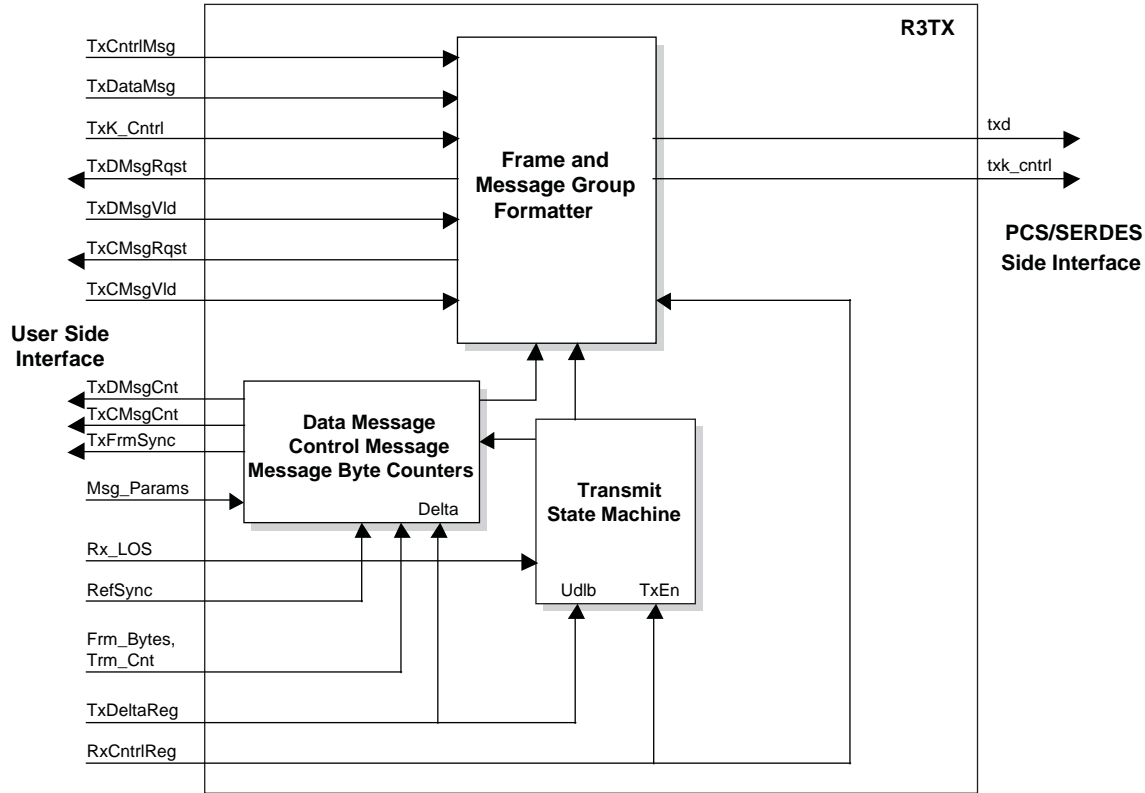 R3TX
TxCntrlMsg
TxDataMsg
TxK_Cntrl
TxDMsgRqst
TxDMsgVld
TxCMsgRqst
TxCMsgVld
Frame and
Message Group
Formatter
txd
txk_cntrl
PCS/SERDES
Side Interface
User Side
Interface
TxDMsgCnt
TxCMsgCnt
TxFrmSync
Msg_Params
Data Message
Control Message
Message Byte Counters
Delta
Transmit
State Machine
Udlb
TxEn
Rx_LOS
RefSync
Frm_Bytes,
Trm_Cnt
TxDeltaReg
RxCntrlReg